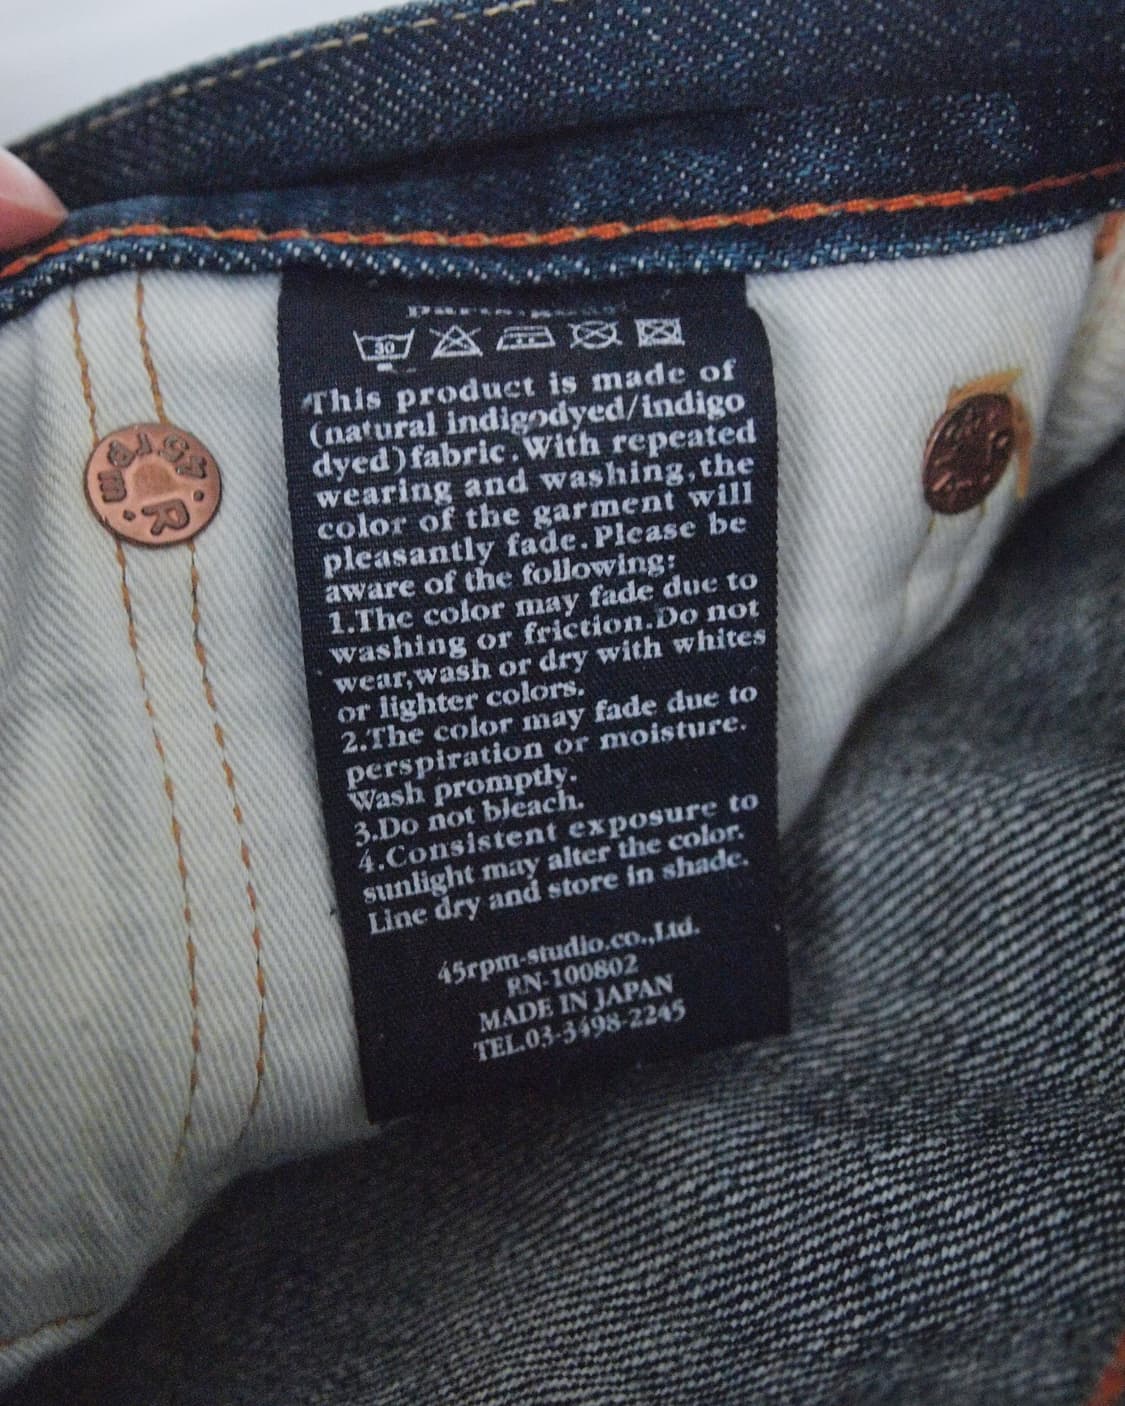 30
This product is made of
(natural indigodyed/indigo
dyed)fabric.With repeated
wearing and washing,the
color of the garment will
pleasantly fade.Please be
aware of the following:
1.The color may fade due to
washing or friction.Do not
wear,wash or dry with whites
or lighter colors.
2.The color may fade due to
perspiration or moisture.
Wash promptly.
3.Do not bleach.
4.Consistent exposure to
sunlight may alter the color.
Line dry and store in shade.
45rpm-studio.co.,Ltd.
RN-100802
MADE IN JAPAN
TEL.03-3498-2245